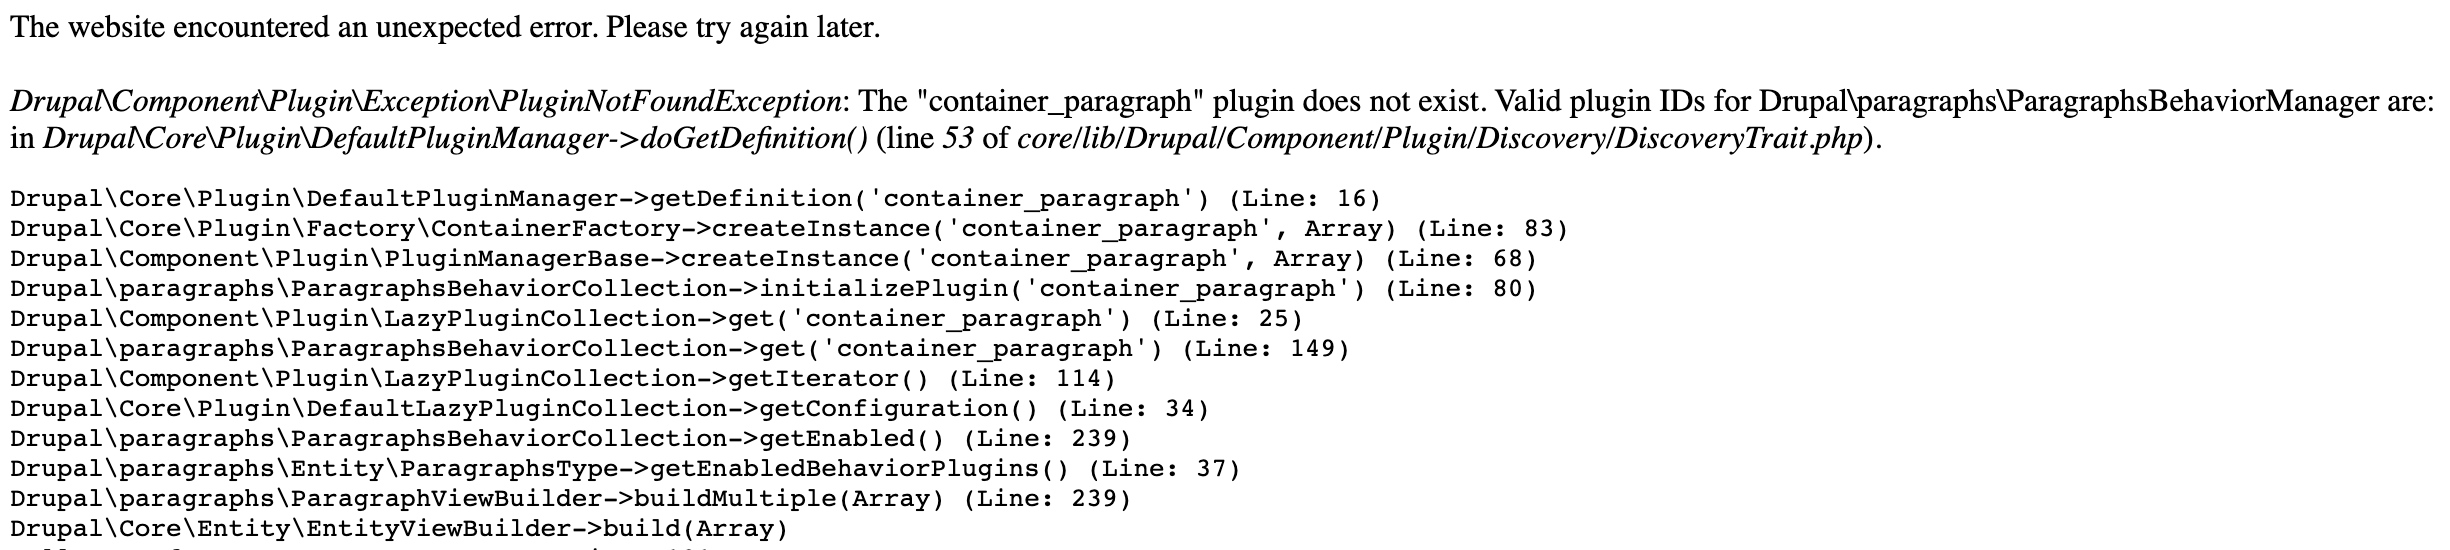 The website encountered an unexpected error. Please try again later.
Drupal\Component\Plugin\Exception\PluginNotFoundException: The "container_paragraph" plugin does not exist. Valid plugin IDs for Drupal\paragraphs\ParagraphsBehaviorManager are:
in Drupal\Core\Plugin\DefaultPluginManager->doGetDefinition() (line 53 of core/lib/Drupal/Component/Plugin/Discovery/DiscoveryTrait.php).
Drupal\Core\Plugin\DefaultPluginManager->getDefinition('container_paragraph') (Line: 16)
Drupal\Core\Plugin\Factory\ContainerFactory->createInstance('container_paragraph', Array) (Line: 83)
Drupal\Component\Plugin\PluginManagerBase->createInstance('container_paragraph', Array) (Line: 68)
Drupal\paragraphs\ParagraphsBehaviorCollection->initializePlugin('container_paragraph') (Line: 80)
Drupal\Component\Plugin\LazyPluginCollection->get('container_paragraph') (Line: 25)
Drupal\paragraphs\ParagraphsBehaviorCollection->get('container_paragraph') (Line: 149)
Drupal\Component\Plugin\LazyPluginCollection->getIterator() (Line: 114)
Drupal\Core\Plugin\DefaultLazyPluginCollection->getConfiguration() (Line: 34)
Drupal\paragraphs\ParagraphsBehaviorCollection->getEnabled() (Line: 239)
Drupal\paragraphs\Entity\ParagraphsType->getEnabledBehaviorPlugins() (Line: 37)
Drupal\paragraphs\ParagraphViewBuilder->buildMultiple(Array) (Line: 239)
Drupal\Core\Entity\EntityViewBuilder->build(Array)